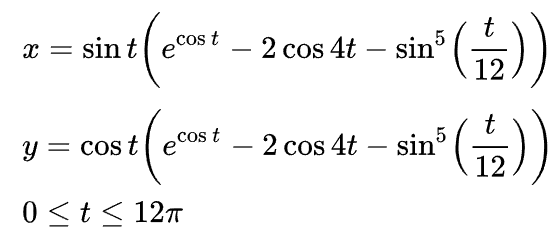 x = sin t(e^{cos t} − 2 cos 4t − sin^5(t/12))
y = cos t(e^{cos t} − 2 cos 4t − sin^5(t/12))
0 ≤ t ≤ 12π